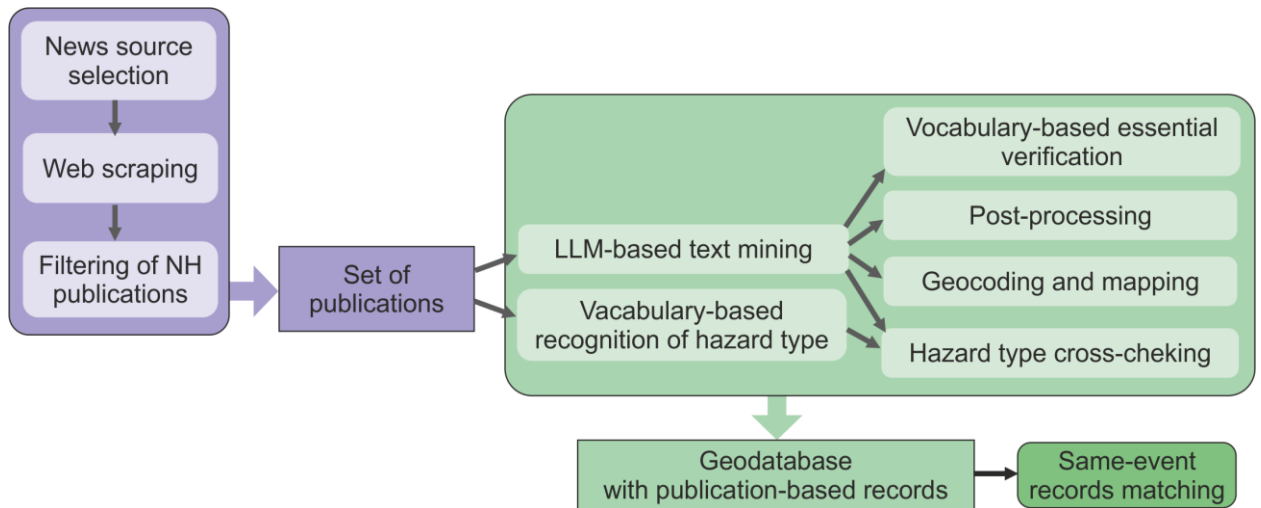 News source
selection
Web scraping
Filtering of NH
publications
Set of
publications
LLM-based text mining
Vacabulary-based
recognition of hazard type
Vocabulary-based essential
verification
Post-processing
Geocoding and mapping
Hazard type cross-cheking
Geodatabase
with publication-based records
Same-event
records matching